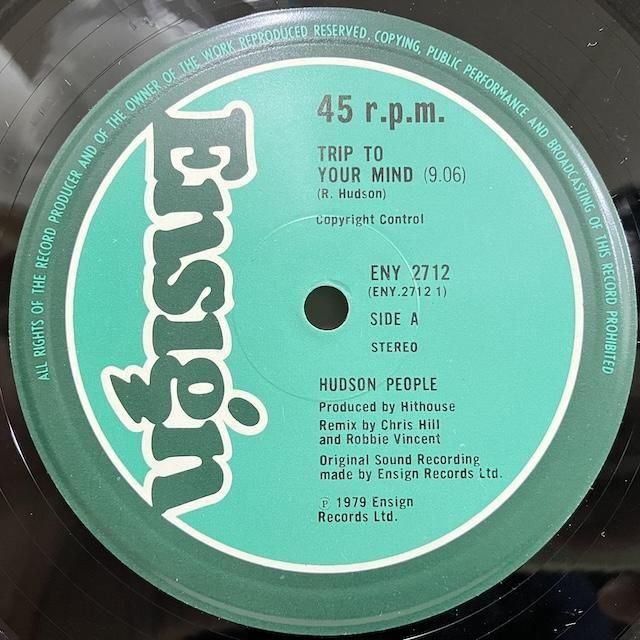 ALL RIGHTS OF THE RECORD PRODUCER AND OF THE OWNER OF THE WORK REPRODUCED RESERVED. COPYING, PUBLIC PERFORMANCE AND BROADCASTING OF THIS RECORD PROHIBITED
Ensign
45 r.p.m.
TRIP TO
YOUR MIND (9.06)
(R. Hudson)
Copyright Control
ENY 2712
(ENY.2712 1)
SIDE A
STEREO
HUDSON PEOPLE
Produced by Hithouse
Remix by Chris Hill
and Robbie Vincent
Original Sound Recording
made by Ensign Records Ltd.
℗ 1979 Ensign
Records Ltd.